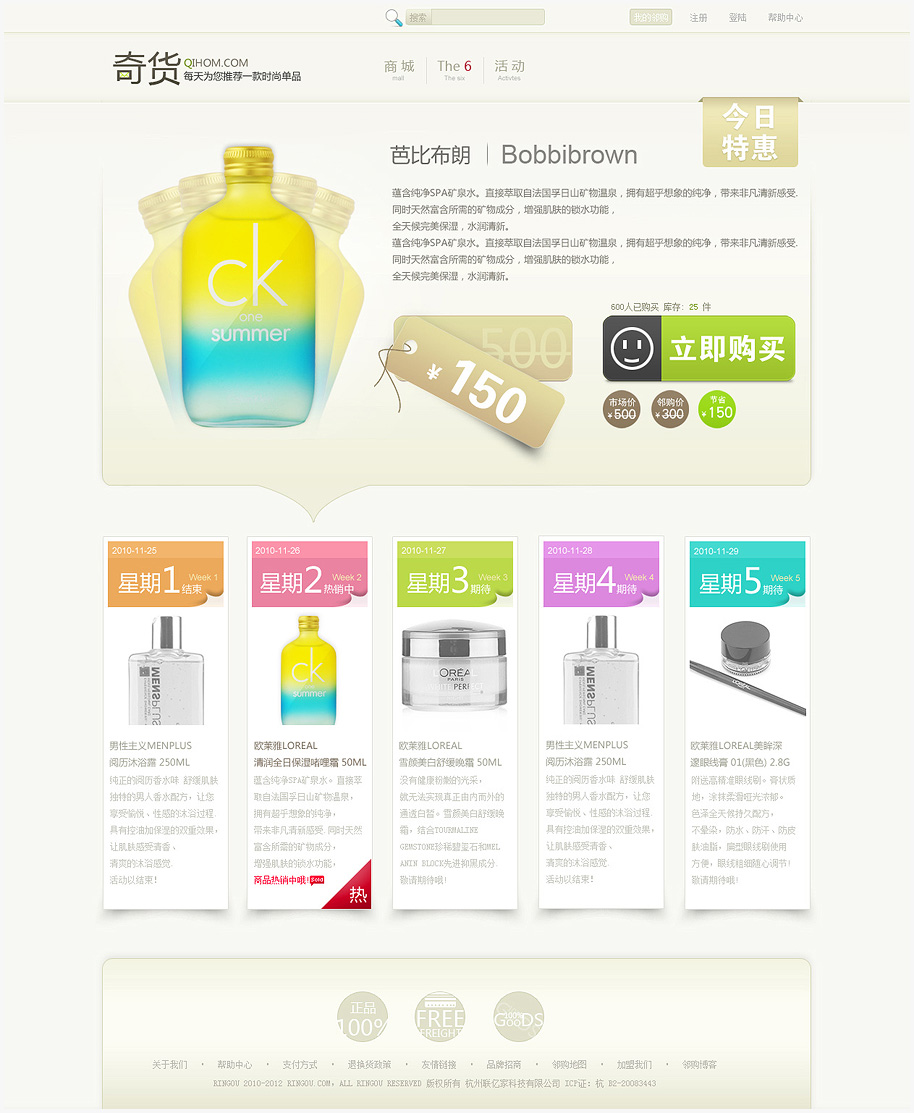 搜索
我的邻购 注册 登陆 帮助中心
奇货 QIHOM.COM
每天为您推荐一款时尚单品
商城 The 6 活动
mall The six Activites
今日
特惠
芭比布朗 Bobbibrown
蕴含纯净SPA矿泉水。直接萃取自法国孚日山矿物温泉，拥有超乎想象的纯净，带来非凡清新感受.
同时天然富含所需的矿物成分，增强肌肤的锁水功能，
全天候完美保湿，水润清新。
蕴含纯净SPA矿泉水。直接萃取自法国孚日山矿物温泉，拥有超乎想象的纯净，带来非凡清新感受.
同时天然富含所需的矿物成分，增强肌肤的锁水功能，
全天候完美保湿，水润清新。
ck
one
summer
600人已购买 库存: 25 件
500
¥ 150
立即购买
市场价 邻购价 节省
¥500 ¥300 ¥150
2010-11-25
星期1 Week 1
结束
MENSPLUS
男性主义MENPLUS
阅历沐浴露 250ML
纯正的阅历香水味 舒缓肌肤
独特的男人香水配方，让您
享受愉悦、性感的沐浴过程.
具有控油加保湿的双重效果，
让肌肤感受清香、
清爽的沐浴感觉.
活动以结束!
2010-11-26
星期2 Week 2
热销中
ck
summer
欧莱雅LOREAL
清润全日保湿啫哩霜 50ML
蕴含纯净SPA矿泉水。直接萃
取自法国孚日山矿物温泉，
拥有超乎想象的纯净，
带来非凡清新感受.同时天然
富含所需的矿物成分，
增强肌肤的锁水功能，
商品热销中哦!
热
2010-11-27
星期3 Week 3
期待
LORÉAL
PARIS
欧莱雅LOREAL
雪颜美白舒缓晚霜 50ML
没有健康粉嫩的光采，
就无法实现真正由内而外的
通透白皙。雪颜美白舒缓晚
霜，结合TOURMALINE
GEMSTONE珍稀碧玺石和MEL
ANIN BLOCK先进抑黑成分.
敬请期待哦!
2010-11-28
星期4 Week 4
期待
MENSPLUS
男性主义MENPLUS
阅历沐浴露 250ML
纯正的阅历香水味 舒缓肌肤
独特的男人香水配方，让您
享受愉悦、性感的沐浴过程.
具有控油加保湿的双重效果，
让肌肤感受清香、
清爽的沐浴感觉.
活动以结束!
2010-11-29
星期5 Week 5
期待
欧莱雅LOREAL美眸深
邃眼线膏 01(黑色) 2.8G
附送高精准眼线刷。膏状质
地，涂抹柔滑哑光浓郁。
色泽全天候持久配方，
不晕染，防水、防汗、防皮
肤油脂，扁型眼线刷使用
方便，眼线粗细随心调节!
敬请期待哦!
正品
100%
FREE
FREIGHT
100%
GOODS
关于我们 · 帮助中心 · 支付方式 · 退换货政策 · 友情链接 · 品牌招商 · 邻购地图 · 加盟我们 · 邻购博客
RINGOU 2010-2012 RINGOU.COM，ALL RINGOU RESERVED 版权所有 杭州联亿家科技有限公司 ICP证：杭 B2-20083443